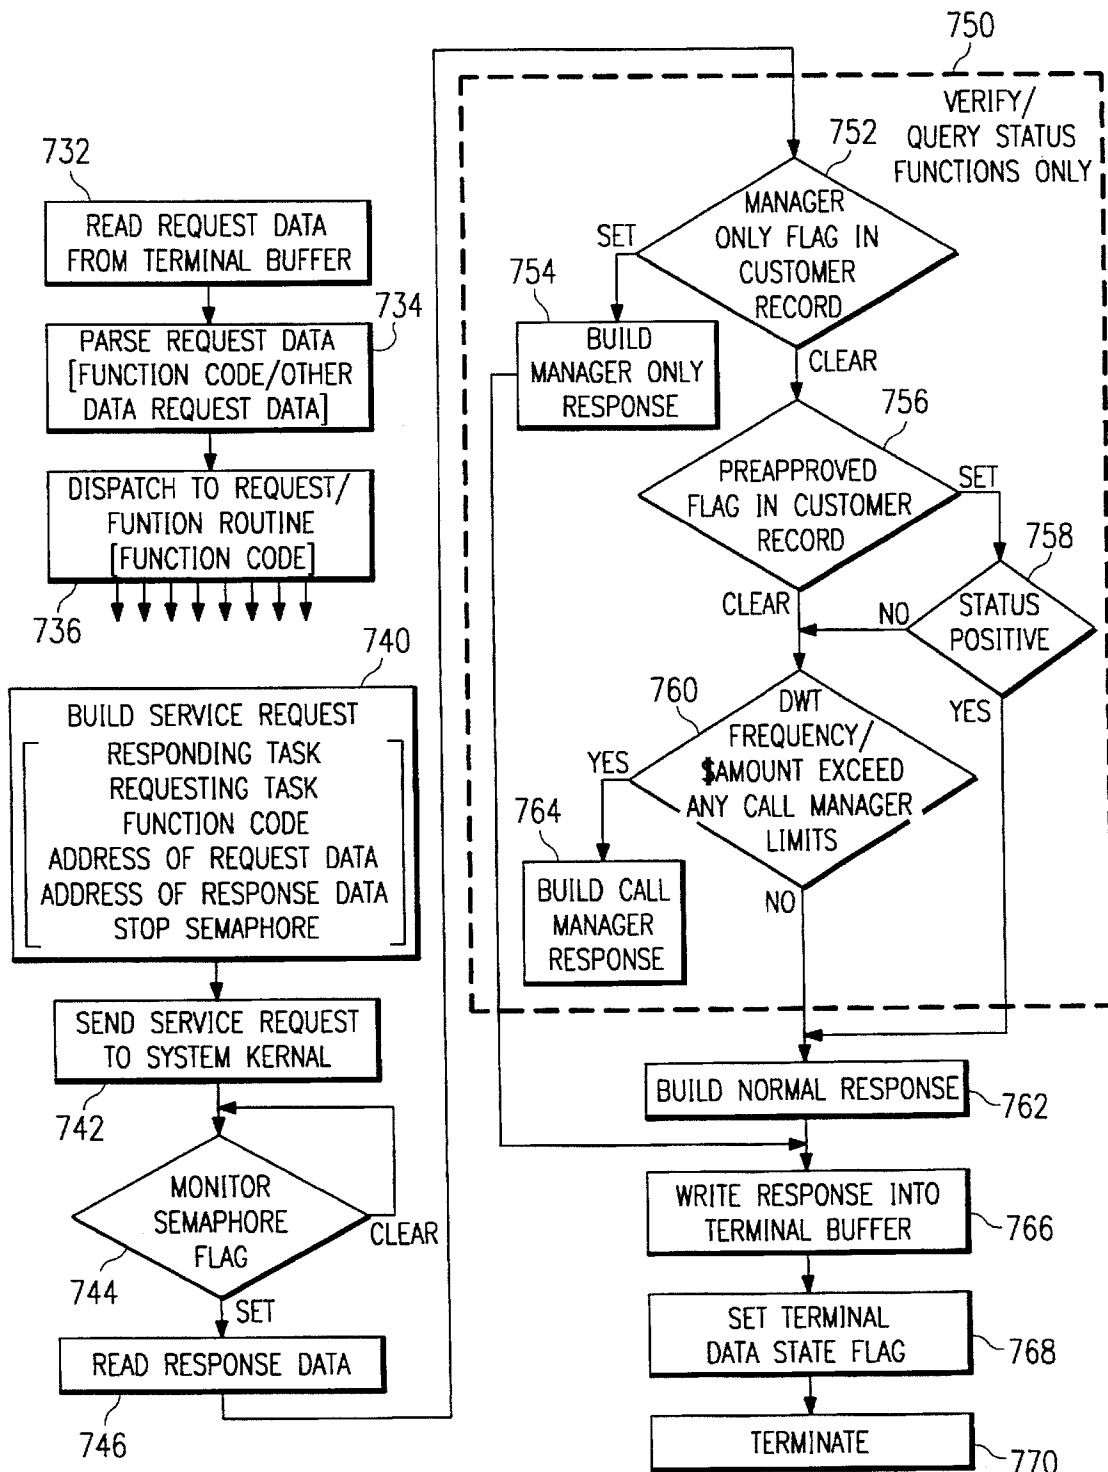 732
READ REQUEST DATA
FROM TERMINAL BUFFER
734
PARSE REQUEST DATA
[FUNCTION CODE/OTHER
DATA REQUEST DATA]
DISPATCH TO REQUEST/
FUNTION ROUTINE
[FUNCTION CODE]
736
740
BUILD SERVICE REQUEST
RESPONDING TASK
REQUESTING TASK
FUNCTION CODE
ADDRESS OF REQUEST DATA
ADDRESS OF RESPONSE DATA
STOP SEMAPHORE
SEND SERVICE REQUEST
TO SYSTEM KERNAL
742
MONITOR
SEMAPHORE
FLAG
CLEAR
744
SET
READ RESPONSE DATA
746
750
VERIFY/
QUERY STATUS
FUNCTIONS ONLY
752
MANAGER
ONLY FLAG IN
CUSTOMER
RECORD
SET
754
BUILD
MANAGER ONLY
RESPONSE
CLEAR
756
PREAPPROVED
FLAG IN CUSTOMER
RECORD
SET
758
STATUS
POSITIVE
NO
CLEAR
YES
760
DWT
FREQUENCY/
$AMOUNT EXCEED
ANY CALL MANAGER
LIMITS
YES
764
BUILD CALL
MANAGER
RESPONSE
NO
BUILD NORMAL RESPONSE
762
WRITE RESPONSE INTO
TERMINAL BUFFER
766
SET TERMINAL
DATA STATE FLAG
768
TERMINATE
770